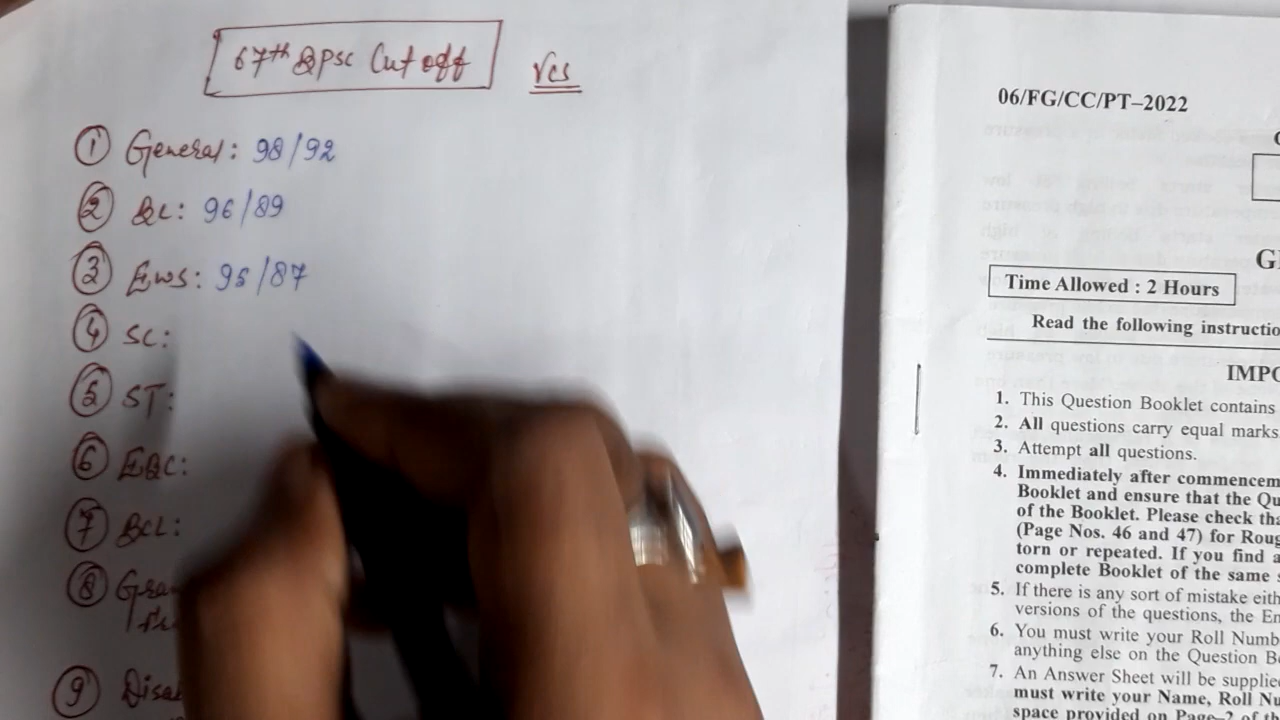 67th BPSC Cut off
Vcs
① General: 98/92
② BC: 96/89
③ EWS: 95/87
④ SC:
⑤ ST:
⑥ EBC:
⑦ BCL:
⑧ Gra
⑨ Disa
06/FG/CC/PT–2022
Time Allowed : 2 Hours
Read the following instructio
IMPO
1. This Question Booklet contains
2. All questions carry equal marks
3. Attempt all questions.
4. Immediately after commencem
Booklet and ensure that the Qu
of the Booklet. Please check tha
(Page Nos. 46 and 47) for Roug
torn or repeated. If you find a
complete Booklet of the same s
5. If there is any sort of mistake eith
versions of the questions, the En
6. You must write your Roll Numb
anything else on the Question B
7. An Answer Sheet will be supplie
must write your Name, Roll Nu
space provided on Page–2 of th